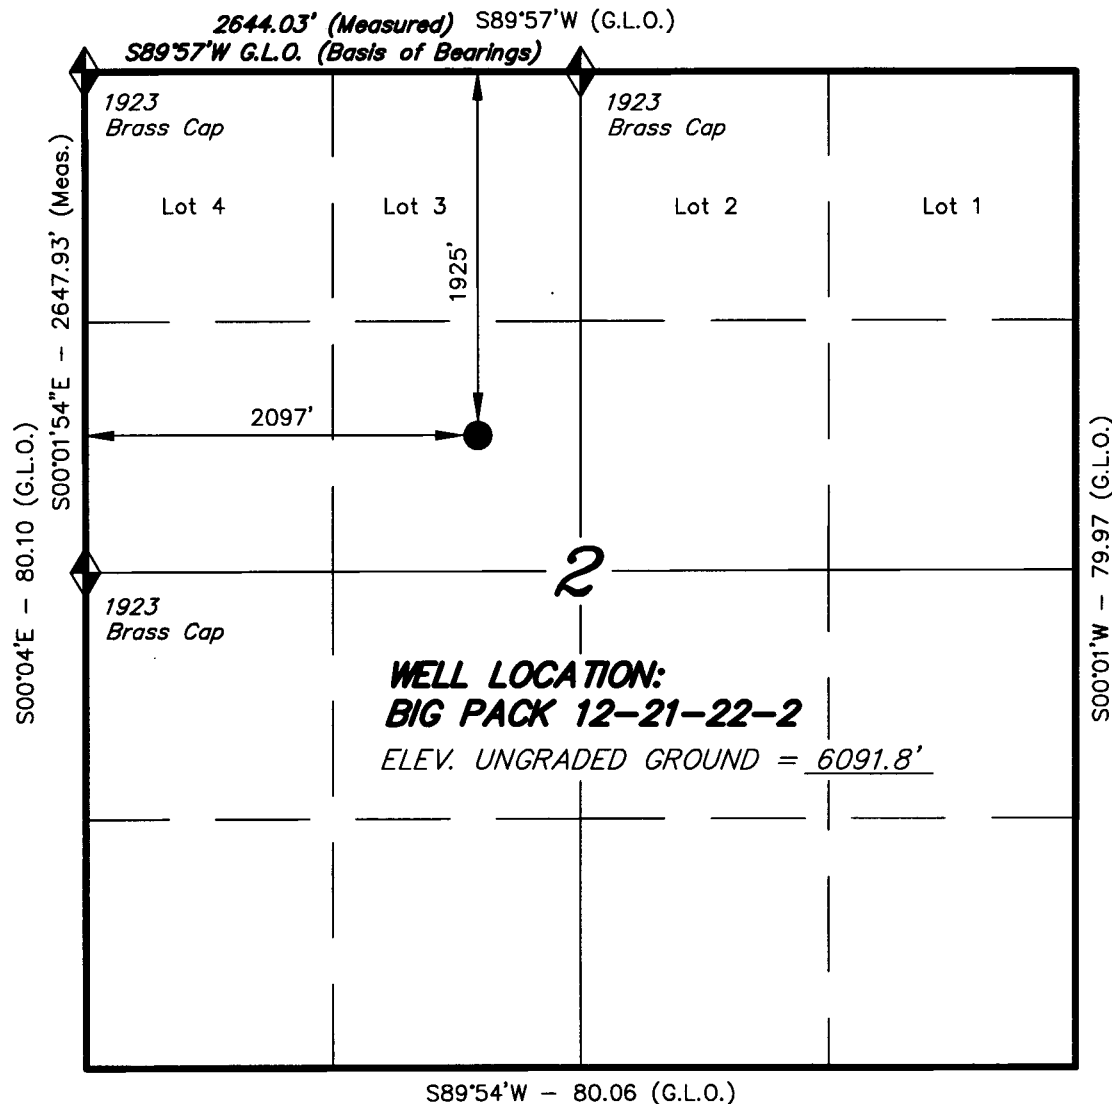 2644.03' (Measured) S89°57'W (G.L.O.)
S89°57'W G.L.O. (Basis of Bearings)
1923
Brass Cap
1923
Brass Cap
Lot 4
Lot 3
Lot 2
Lot 1
1925'
S00°01'54"E - 2647.93' (Meas.)
2097'
S00°04'E - 80.10 (G.L.O.)
S00°01'W - 79.97 (G.L.O.)
2
1923
Brass Cap
WELL LOCATION:
BIG PACK 12-21-22-2
ELEV. UNGRADED GROUND = 6091.8'
S89°54'W - 80.06 (G.L.O.)